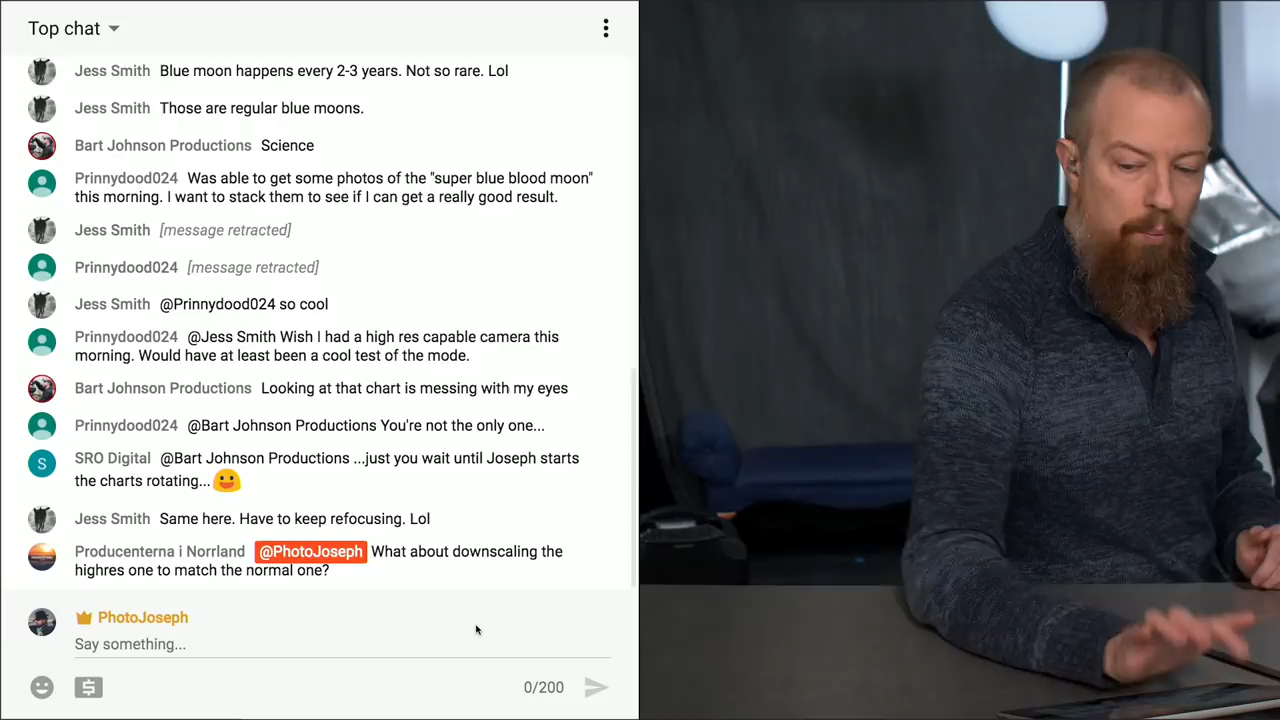 Top chat
Jess Smith Blue moon happens every 2-3 years. Not so rare. Lol
Jess Smith Those are regular blue moons.
Bart Johnson Productions Science
Prinnydood024 Was able to get some photos of the "super blue blood moon"
this morning. I want to stack them to see if I can get a really good result.
Jess Smith [message retracted]
Prinnydood024 [message retracted]
Jess Smith @Prinnydood024 so cool
Prinnydood024 @Jess Smith Wish I had a high res capable camera this
morning. Would have at least been a cool test of the mode.
Bart Johnson Productions Looking at that chart is messing with my eyes
Prinnydood024 @Bart Johnson Productions You're not the only one...
S
SRO Digital @Bart Johnson Productions ...just you wait until Joseph starts
the charts rotating...
Jess Smith Same here. Have to keep refocusing. Lol
Producenterna i Norrland @PhotoJoseph What about downscaling the
highres one to match the normal one?
PhotoJoseph
Say something...
$ 0/200